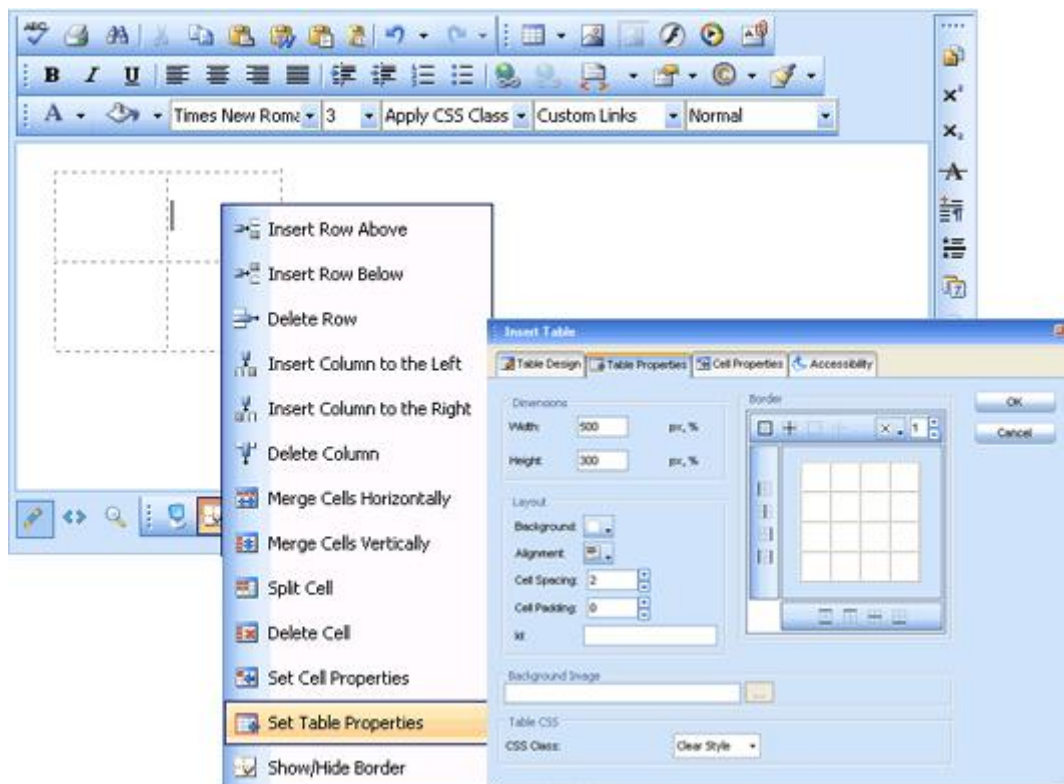 ABC
B I U
A Times New Roma 3 Apply CSS Class Custom Links Normal
Insert Row Above
Insert Row Below
Delete Row
Insert Column to the Left
Insert Column to the Right
Delete Column
Merge Cells Horizontally
Merge Cells Vertically
Split Cell
Delete Cell
Set Cell Properties
Set Table Properties
Show/Hide Border
Insert Table
Table Design Table Properties Cell Properties Accessibility
Dimensions
Width: 500 px, %
Height: 300 px, %
Layout
Background:
Alignment:
Cell Spacing: 2
Cell Padding: 0
Id:
Border
1
OK
Cancel
Background Image
...
Table CSS
CSS Class: Clear Style